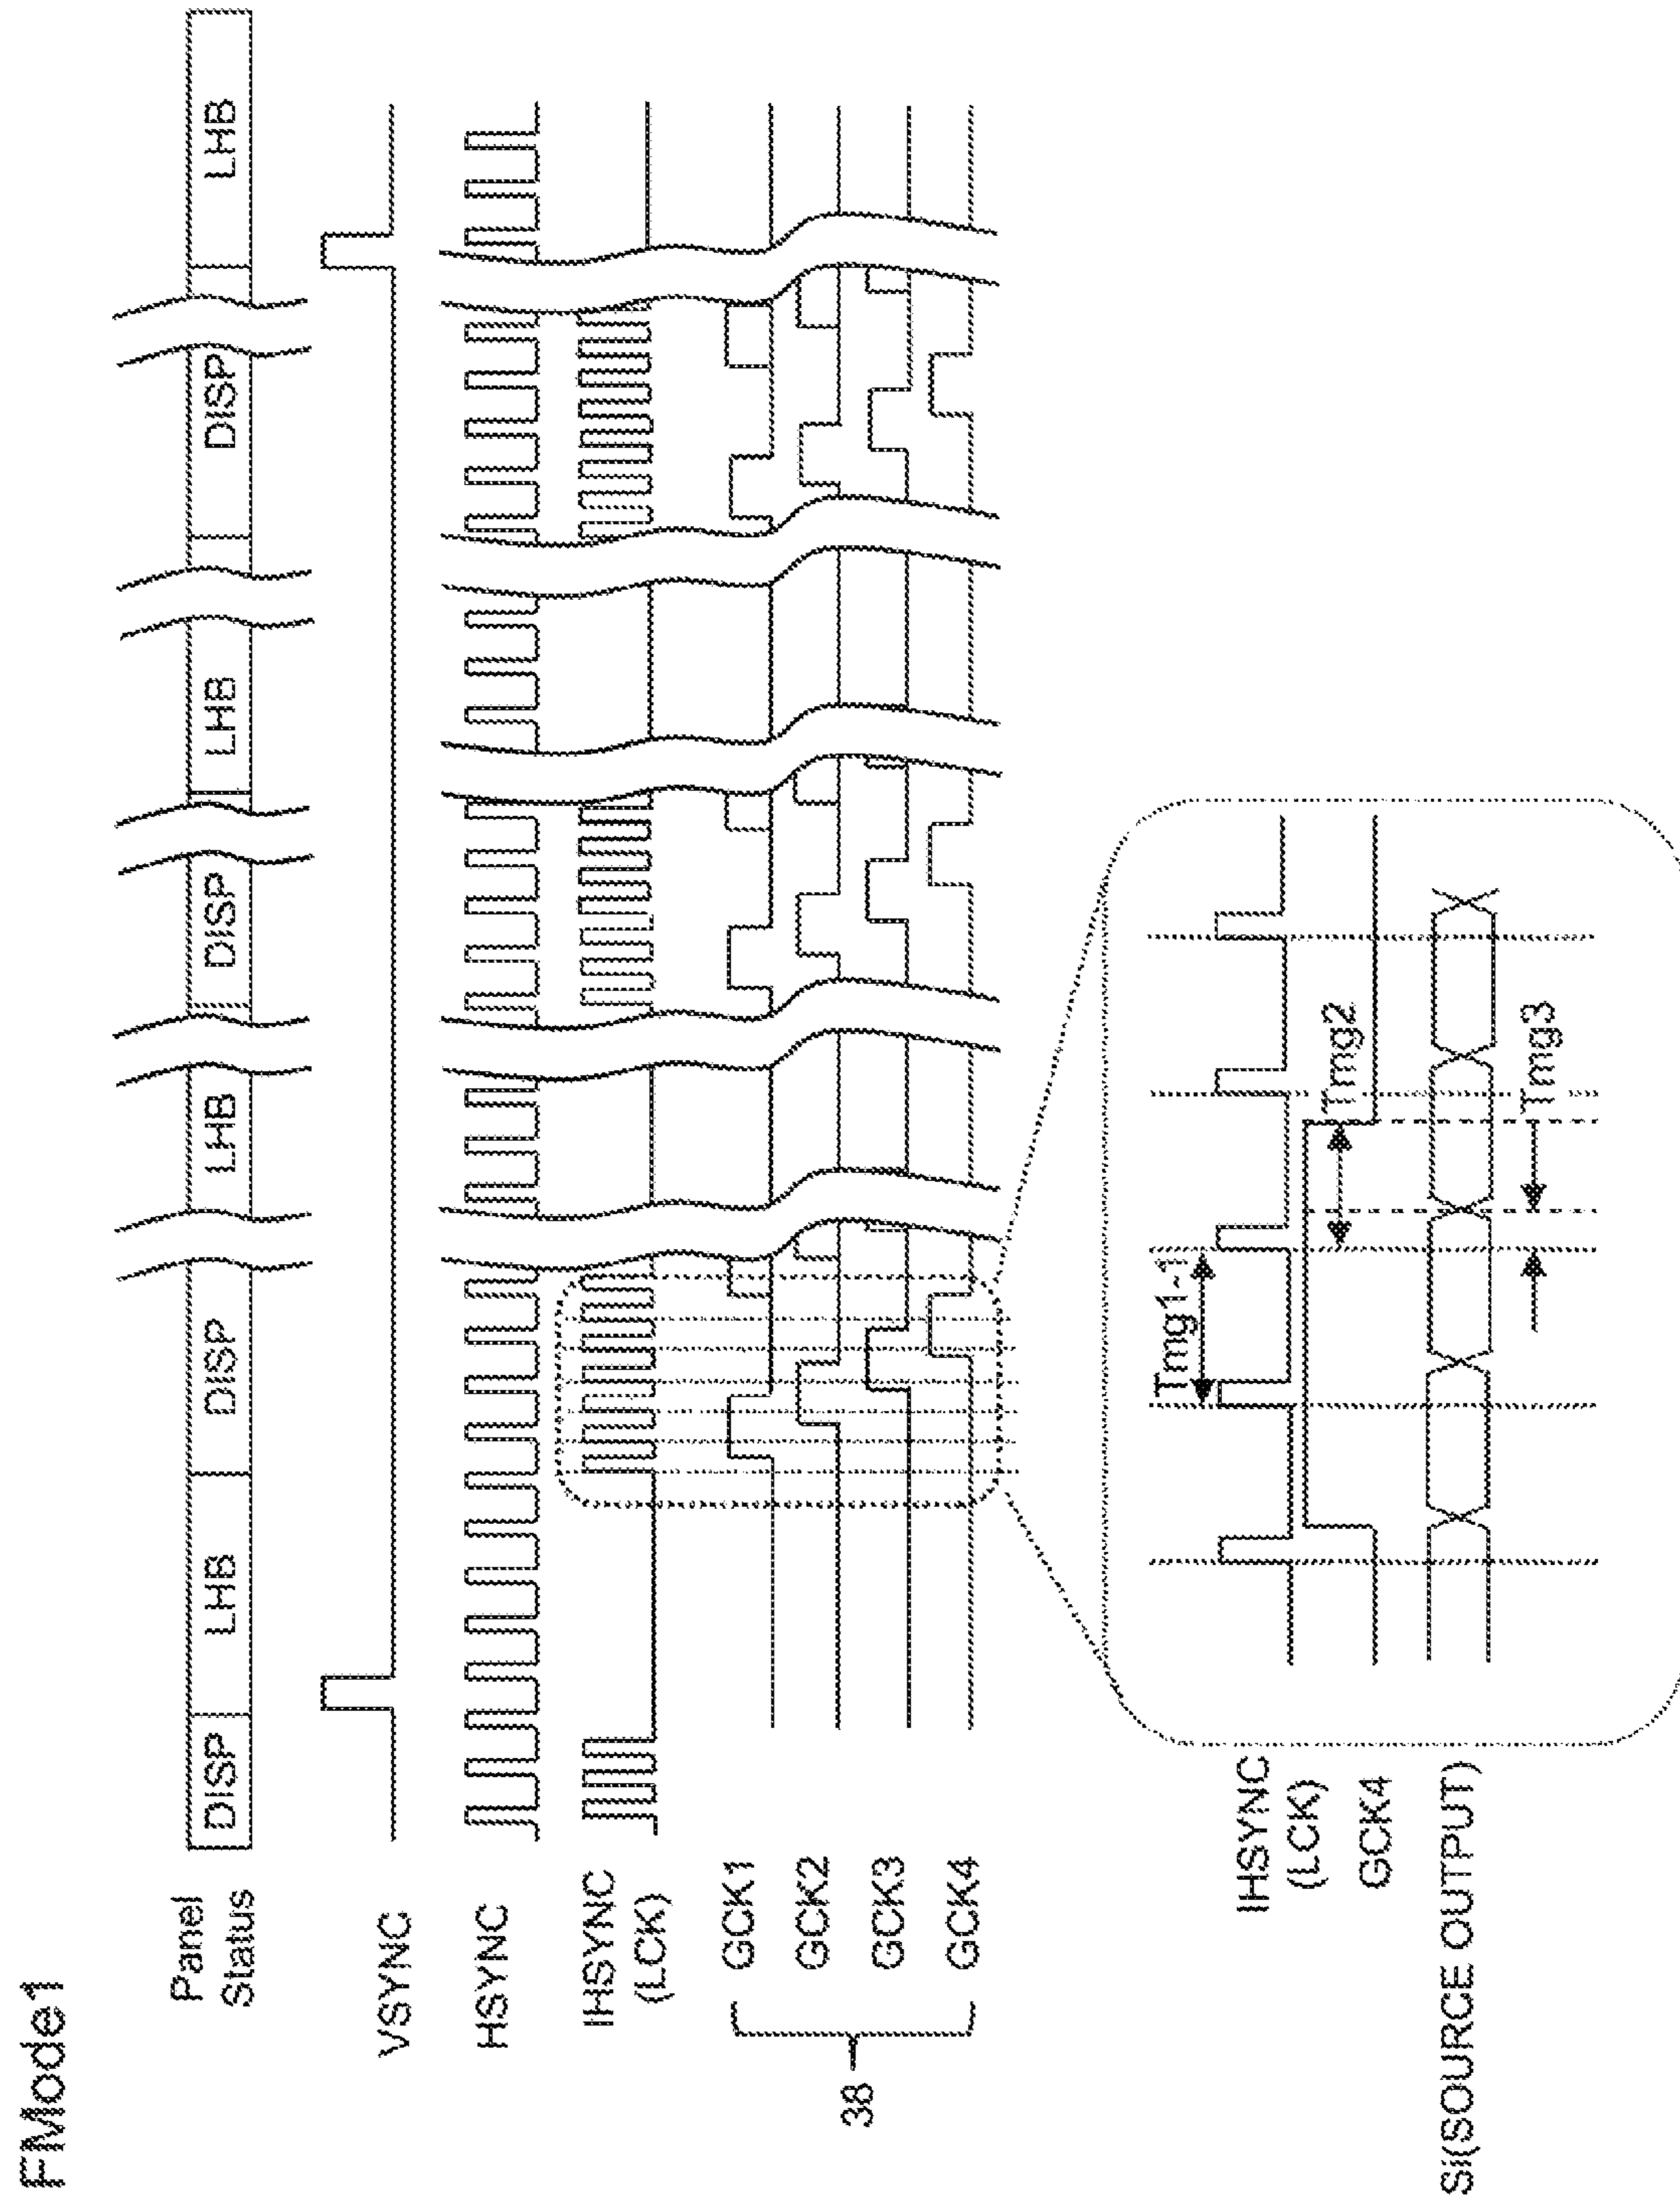 FMode1
Panel
Status
DISP
LHB
DISP
LHB
DISP
LHB
DISP
LHB
VSYNC
HSYNC
IHSYNC
(LCK)
GCK1
GCK2
GCK3
GCK4
38
Tmg1-1
Tmg2
Tmg3
IHSYNC
(LCK)
GCK4
Si(SOURCE OUTPUT)